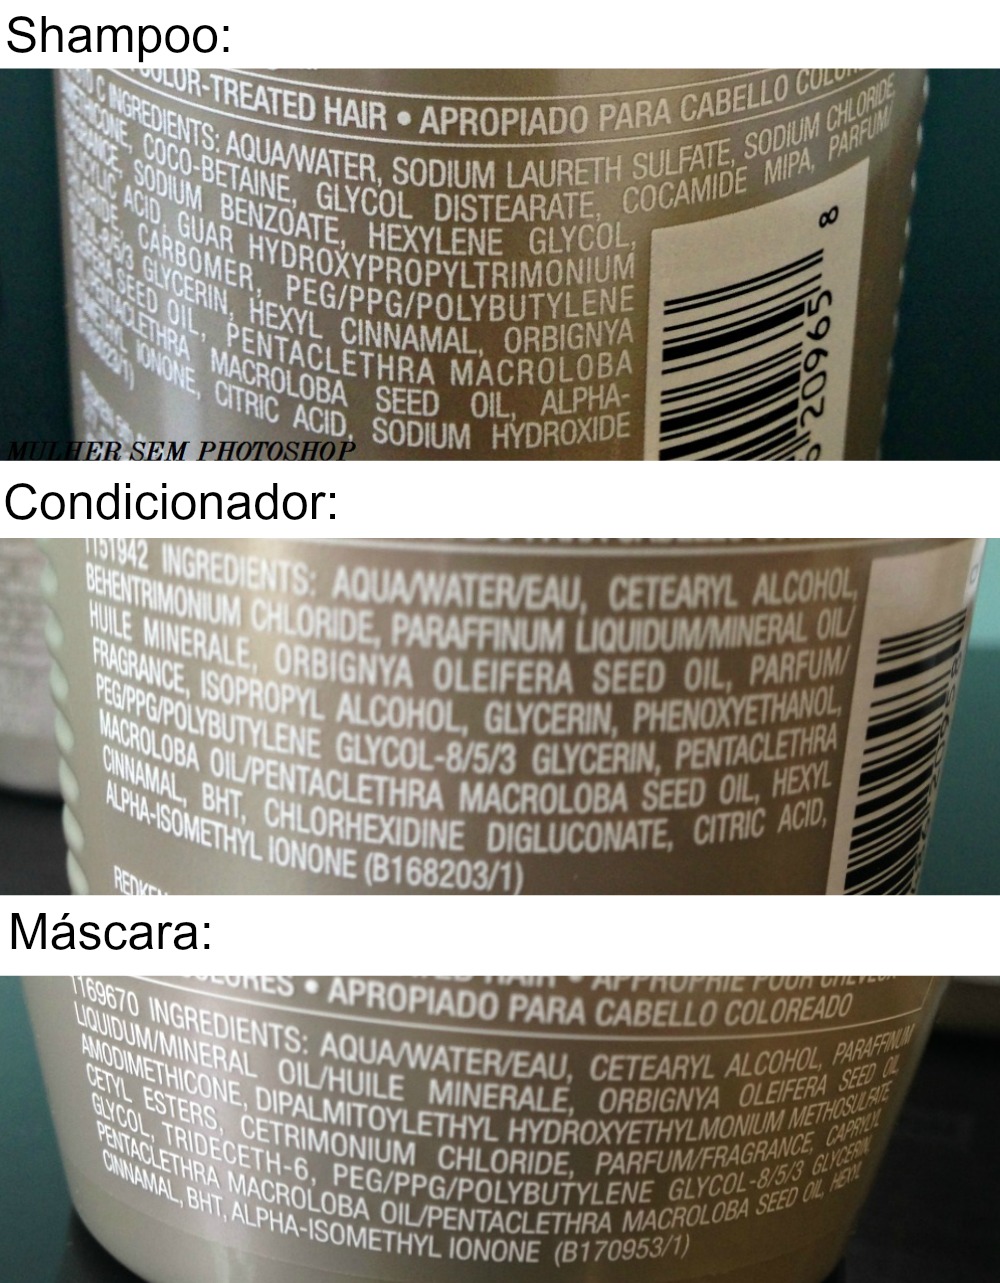 Shampoo:
COLOR-TREATED HAIR • APROPIADO PARA CABELLO
C INGREDIENTS: AQUA/WATER, SODIUM LAURETH SULFATE, SODIUM CHLORIDE,
COCO-BETAINE, GLYCOL DISTEARATE, COCAMIDE MIPA, PARFUM/
SODIUM BENZOATE, HEXYLENE GLYCOL,
ACID, GUAR HYDROXYPROPYLTRIMONIUM
CARBOMER, PEG/PPG/POLYBUTYLENE
GLYCERIN, HEXYL CINNAMAL, ORBIGNYA
SEED OIL, PENTACLETHRA MACROLOBA
MACROLOBA SEED OIL, ALPHA-
IONONE, CITRIC ACID, SODIUM HYDROXIDE
20965 8
MULHER SEM PHOTOSHOP
Condicionador:
1151942 INGREDIENTS: AQUA/WATER/EAU, CETEARYL ALCOHOL,
BEHENTRIMONIUM CHLORIDE, PARAFFINUM LIQUIDUM/MINERAL OIL/
HUILE MINERALE, ORBIGNYA OLEIFERA SEED OIL, PARFUM/
FRAGRANCE, ISOPROPYL ALCOHOL, GLYCERIN, PHENOXYETHANOL,
PEG/PPG/POLYBUTYLENE GLYCOL-8/5/3 GLYCERIN, PENTACLETHRA
MACROLOBA OIL/PENTACLETHRA MACROLOBA SEED OIL, HEXYL
CINNAMAL, BHT, CHLORHEXIDINE DIGLUCONATE, CITRIC ACID,
ALPHA-ISOMETHYL IONONE (B168203/1)
Máscara:
• APROPIADO PARA CABELLO COLOREADO
1169670 INGREDIENTS: AQUA/WATER/EAU, CETEARYL ALCOHOL, PARAFFINUM
LIQUIDUM/MINERAL OIL/HUILE MINERALE, ORBIGNYA OLEIFERA SEED OIL,
AMODIMETHICONE, DIPALMITOYLETHYL HYDROXYETHYLMONIUM METHOSULFATE
CETYL ESTERS, CETRIMONIUM CHLORIDE, PARFUM/FRAGRANCE, CAPRYLYL
GLYCOL, TRIDECETH-6, PEG/PPG/POLYBUTYLENE GLYCOL-8/5/3 GLYCERIN,
PENTACLETHRA MACROLOBA OIL/PENTACLETHRA MACROLOBA SEED OIL, HEXYL
CINNAMAL, BHT, ALPHA-ISOMETHYL IONONE (B170953/1)